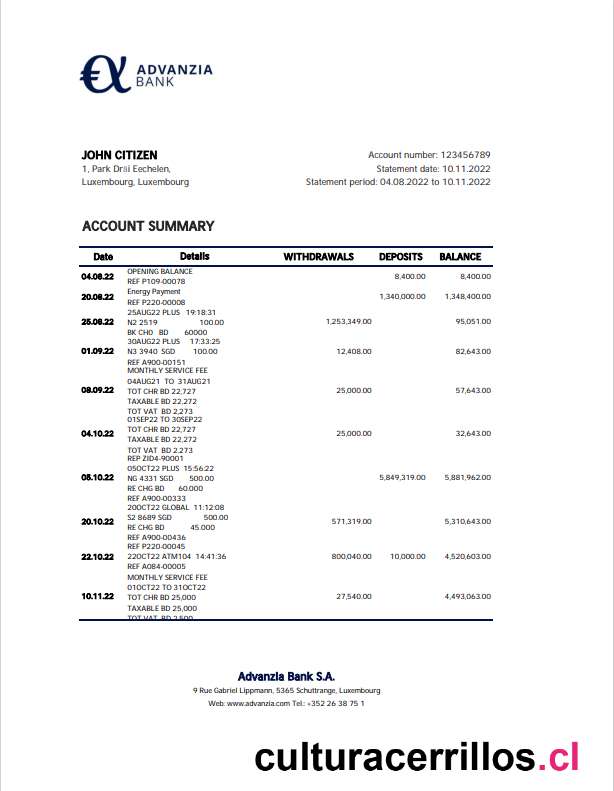 ADVANZIA
BANK
JOHN CITIZEN
Account number: 123456789
1, Park Dräi Eechelen,
Statement date: 10.11.2022
Luxembourg, Luxembourg
Statement period: 04.08.2022 to 10.11.2022
ACCOUNT SUMMARY
Date Details WITHDRAWALS DEPOSITS BALANCE
OPENING BALANCE
04.08.22 8,400.00 8,400.00
REF P109-00078
Energy Payment
20.08.22 1,340,000.00 1,348,400.00
REF P220-00008
25AUG22 PLUS 19:18:31
25.08.22 N2 2519 100.00 1,253,349.00 95,051.00
BK CH0 BD 60000
30AUG22 PLUS 17:33:25
01.09.22 N3 3940 SGD 100.00 12,408.00 82,643.00
REF A900-00151
MONTHLY SERVICE FEE
04AUG21 TO 31AUG21
08.09.22 TOT CHR BD 22,727 25,000.00 57,643.00
TAXABLE BD 22,272
TOT VAT BD 2,273
01SEP22 TO 30SEP22
TOT CHR BD 22,727
04.10.22 25,000.00 32,643.00
TAXABLE BD 22,272
TOT VAT BD 2,273
REP ZID4-90001
05OCT22 PLUS 15:56:22
05.10.22 NG 4331 SGD 500.00 5,849,319.00 5,881,962.00
RE CHG BD 60.000
REF A900-00333
20OCT22 GLOBAL 11:12:08
S2 8689 SGD 500.00
20.10.22 571,319.00 5,310,643.00
RE CHG BD 45.000
REF A900-00436
REF P220-00045
22.10.22 22OCT22 ATM104 14:41:36 800,040.00 10,000.00 4,520,603.00
REF A084-00005
MONTHLY SERVICE FEE
01OCT22 TO 31OCT22
10.11.22 TOT CHR BD 25,000 27,540.00 4,493,063.00
TAXABLE BD 25,000
TOT VAT BD 2,500
Advanzia Bank S.A.
9 Rue Gabriel Lippmann, 5365 Schuttrange, Luxembourg
Web: www.advanzia.com Tel.: +352 26 38 75 1
culturacerrillos.cl